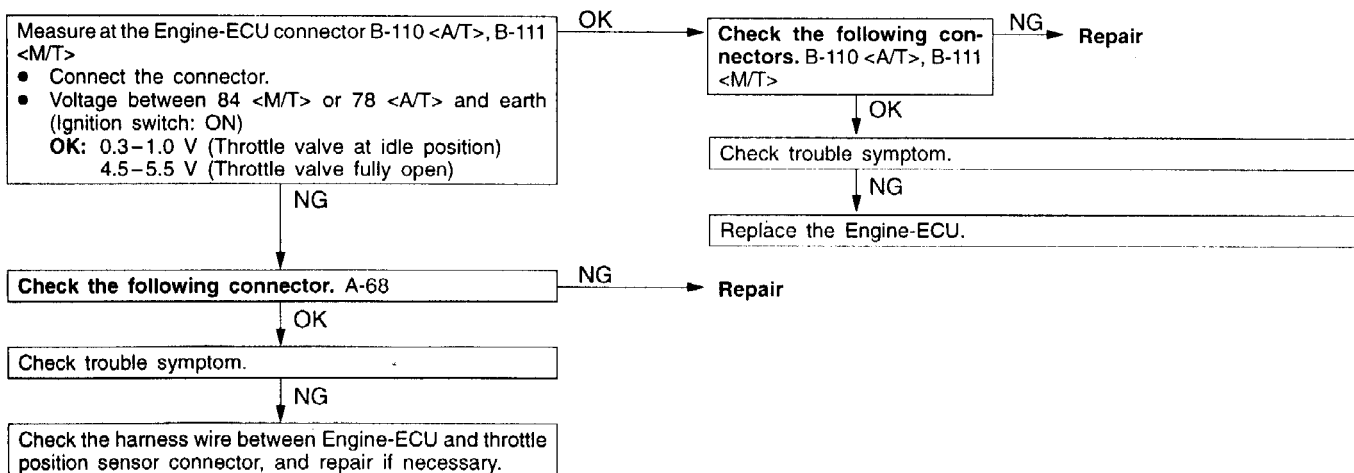 Measure at the Engine-ECU connector B-110 <A/T>, B-111
<M/T>
● Connect the connector.
● Voltage between 84 <M/T> or 78 <A/T> and earth
(Ignition switch: ON)
OK: 0.3–1.0 V (Throttle valve at idle position)
4.5–5.5 V (Throttle valve fully open)
OK
Check the following con-
nectors. B-110 <A/T>, B-111
<M/T>
NG
Repair
OK
Check trouble symptom.
NG
Replace the Engine-ECU.
NG
Check the following connector. A-68
NG
Repair
OK
Check trouble symptom.
NG
Check the harness wire between Engine-ECU and throttle
position sensor connector, and repair if necessary.